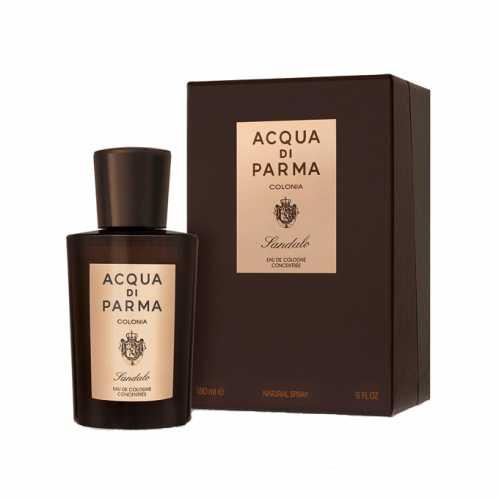 ACQUA
DI
PARMA
COLONIA
Sandalo
EAU DE COLOGNE
CONCENTRÉE
180 ml e
NATURAL SPRAY
6 FL OZ
ACQUA
DI
PARMA
COLONIA
Sandalo
EAU DE COLOGNE
CONCENTRÉE